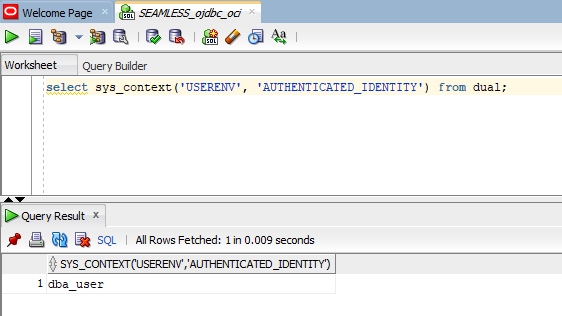 Welcome Page SEAMLESS_ojdbc_oci
Worksheet Query Builder
select sys_context('USERENV', 'AUTHENTICATED_IDENTITY') from dual;
Query Result
SQL All Rows Fetched: 1 in 0.009 seconds
SYS_CONTEXT('USERENV','AUTHENTICATED_IDENTITY')
1 dba_user